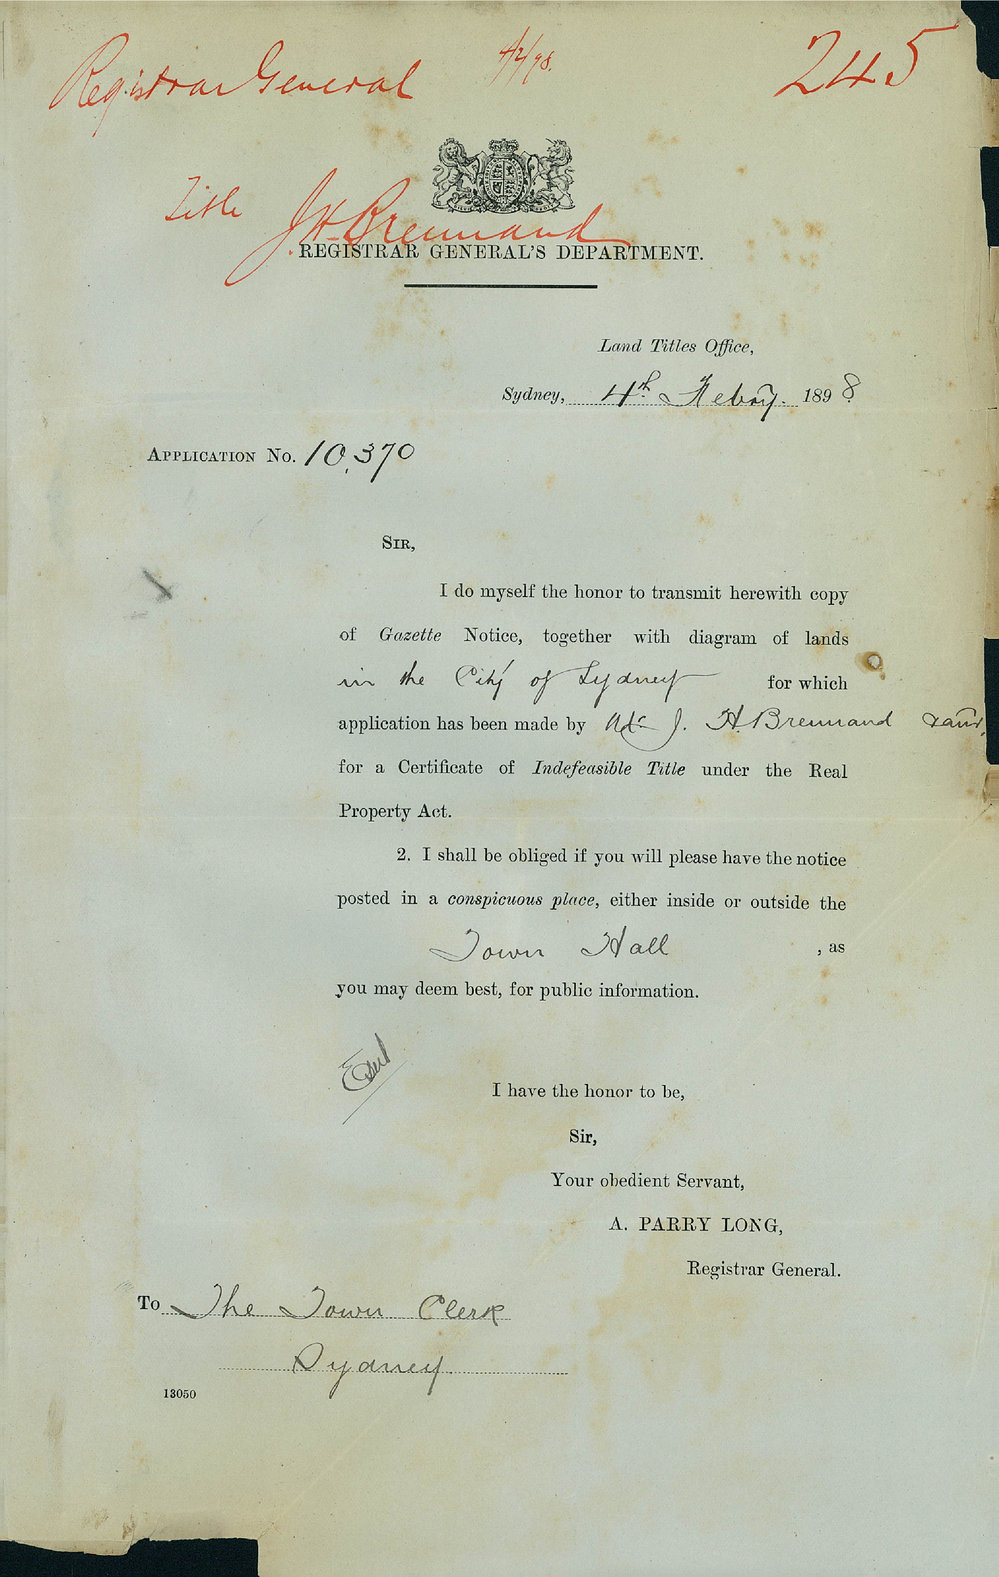 Registrar General 4/2/98. 245
Title J H Brennand
REGISTRAR GENERAL'S DEPARTMENT.
Land Titles Office,
Sydney, 4th Febry. 1898
APPLICATION No. 10,370
SIR,
I do myself the honor to transmit herewith copy
of Gazette Notice, together with diagram of lands
in the City of Sydney for which
application has been made by Mr J. H. Brennand
for a Certificate of Indefeasible Title under the Real
Property Act.
2. I shall be obliged if you will please have the notice
posted in a conspicuous place, either inside or outside the
Town Hall , as
you may deem best, for public information.
I have the honor to be,
Sir,
Your obedient Servant,
A. PARRY LONG,
Registrar General.
To The Town Clerk
Sydney.
13050